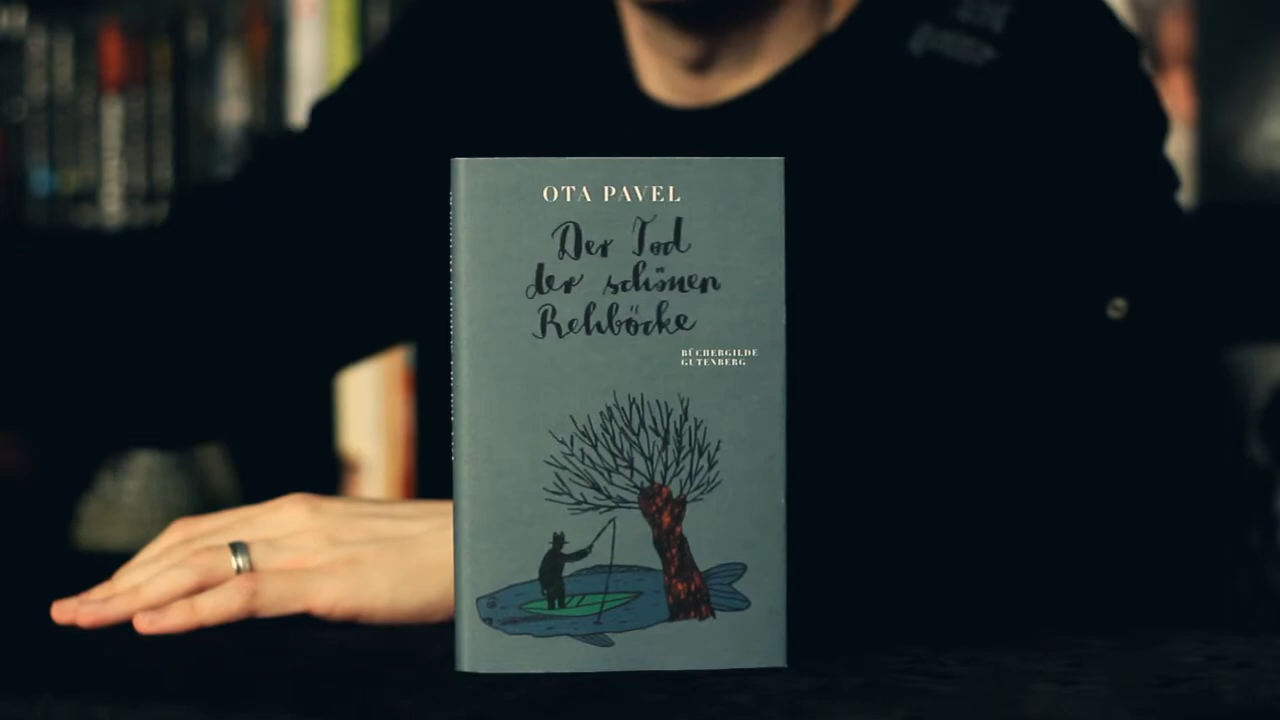 OTA PAVEL
Der Tod
der schönen
Rehböcke
BÜCHERGILDE
GUTENBERG